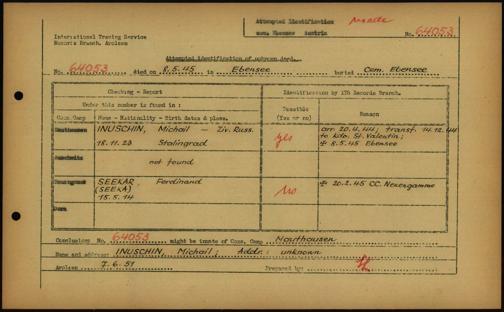 Attempted Identification Made
conc. Ebensee Austria
International Tracing Service
Records Branch, Arolsen
No. 64053
Attempted identification of unknown dead.
No. 64053 died on 8.5.45 in Ebensee buried Cem. Ebensee
Checking - Report
Identification by ITS Records Branch.
Under this number is found in:
Possible (Yes or no)
Reason
Conc. Camp Name - Nationality - Birth dates & place.
Mauthausen INUSCHIN, Michail - Ziv. Russ.
18.11.23 Stalingrad
yes
arr. 20.4.44; transf. 14.12.44
to Kdo. St. Valentin;
8.5.45 Ebensee
Auschwitz
not found
SEEKAR Ferdinand
(SEEKA)
15.5.14
no
20.2.45 CC. Neuengamme
Conclusion: No. 64053 might be inmate of Conc. Camp Mauthausen
Name and address: INUSCHIN, Michail; Addr.: unknown
Arolsen 7.6.51 Prepared by: